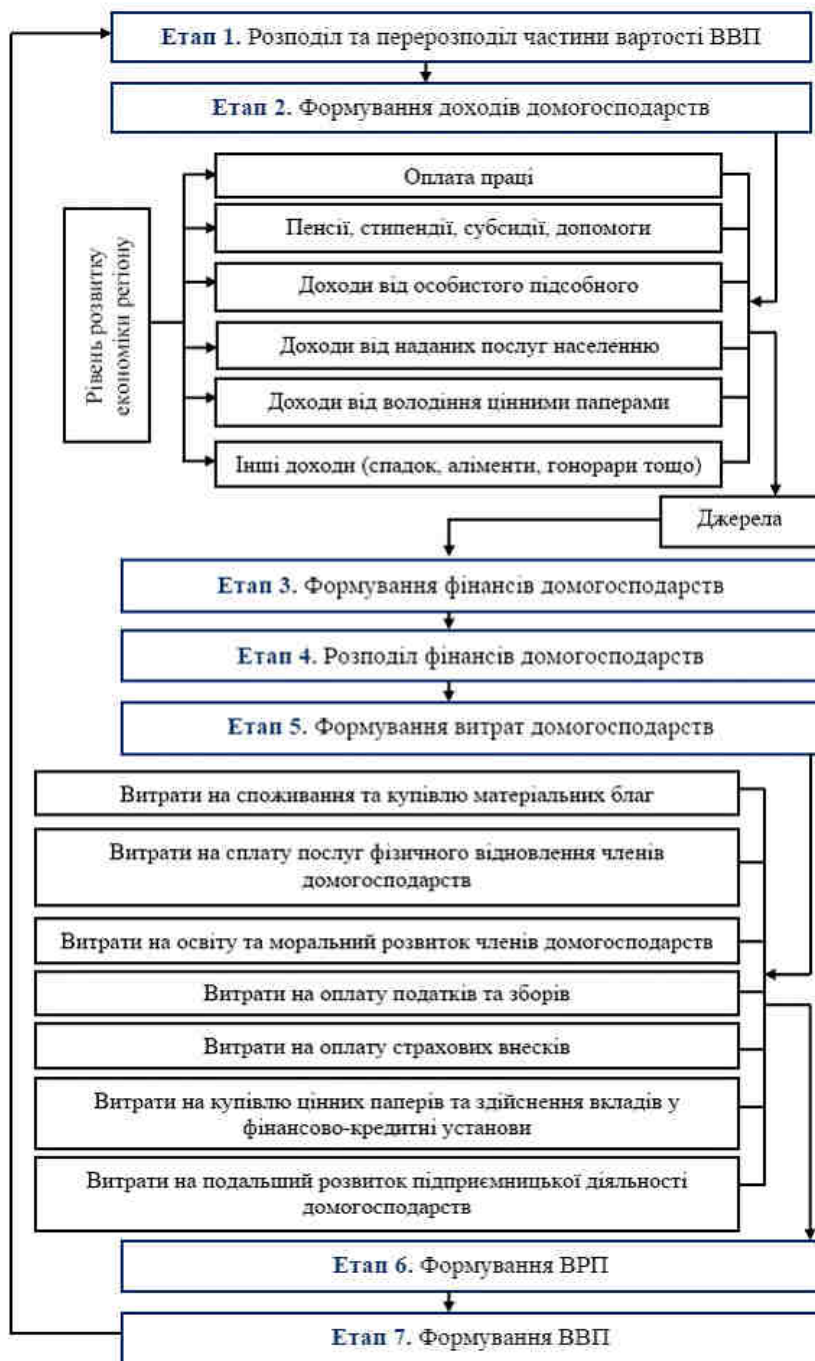 Етап 1. Розподіл та перерозподіл частини вартості ВВП
Етап 2. Формування доходів домогосподарств
Рівень розвитку
економіки регіону
Оплата праці
Пенсії, стипендії, субсидії, допомоги
Доходи від особистого підсобного
Доходи від наданих послуг населенню
Доходи від володіння цінними паперами
Інші доходи (спадок, аліменти, гонорари тощо)
Джерела
Етап 3. Формування фінансів домогосподарств
Етап 4. Розподіл фінансів домогосподарств
Етап 5. Формування витрат домогосподарств
Витрати на споживання та купівлю матеріальних благ
Витрати на сплату послуг фізичного відновлення членів
домогосподарств
Витрати на освіту та моральний розвиток членів домогосподарств
Витрати на оплату податків та зборів
Витрати на оплату страхових внесків
Витрати на купівлю цінних паперів та здійснення вкладів у
фінансово-кредитні установи
Витрати на подальший розвиток підприємницької діяльності
домогосподарств
Етап 6. Формування ВРП
Етап 7. Формування ВВП